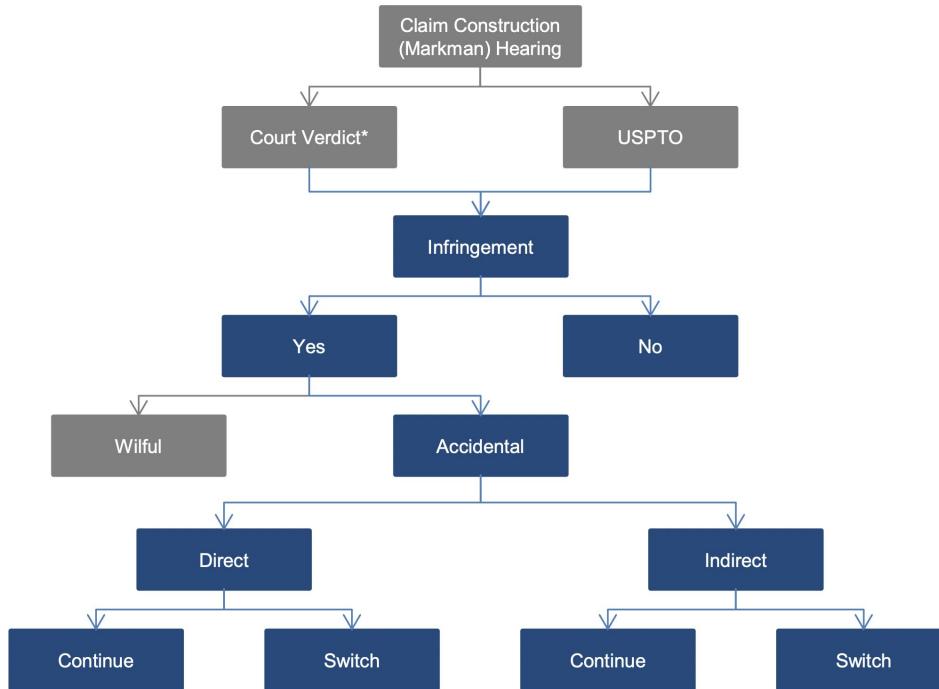 Claim Construction
(Markman) Hearing
Court Verdict*
USPTO
Infringement
Yes
No
Wilful
Accidental
Direct
Indirect
Continue
Switch
Continue
Switch